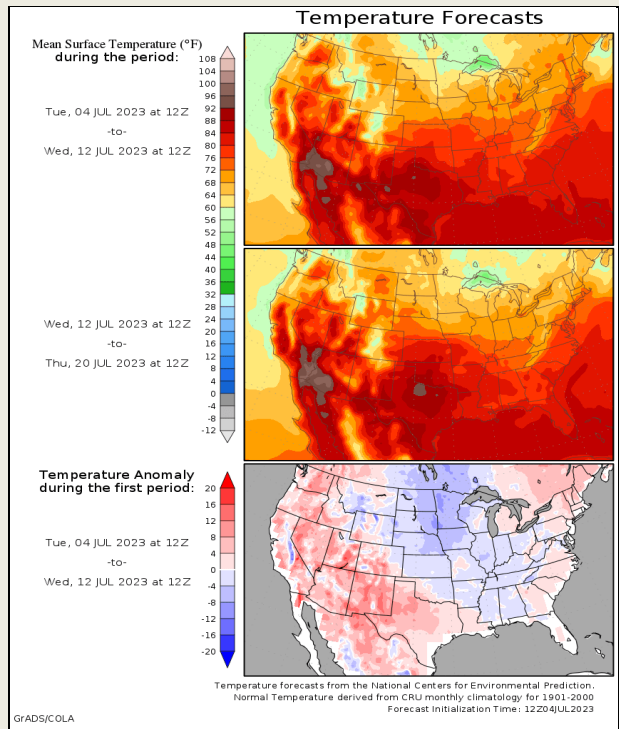 Temperature Forecasts
Mean Surface Temperature (°F)
during the period:
Tue, 04 JUL 2023 at 12Z
-to-
Wed, 12 JUL 2023 at 12Z
108
104
100
96
92
88
84
80
76
72
68
64
60
56
52
48
44
40
36
32
28
24
20
16
12
8
4
0
-4
-8
-12
Wed, 12 JUL 2023 at 12Z
-to-
Thu, 20 JUL 2023 at 12Z
Temperature Anomaly
during the first period:
Tue, 04 JUL 2023 at 12Z
-to-
Wed, 12 JUL 2023 at 12Z
20
16
12
8
4
0
-4
-8
-12
-16
-20
Temperature forecasts from the National Centers for Environmental Prediction.
Normal Temperature derived from CRU monthly climatology for 1901-2000
Forecast Initialization Time: 12Z04JUL2023
GrADS/COLA